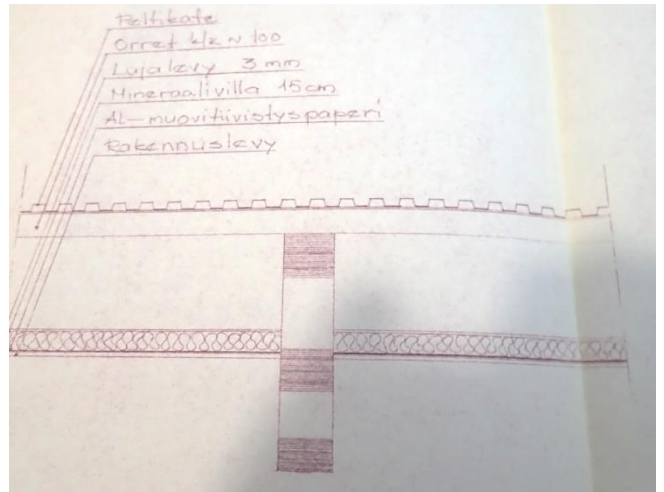 Peltikate
Orret k/k ~ 100
Lujalevy 3 mm
Mineraalivilla 15 cm
AL-muovitiivistyspaperi
Rakennuslevy